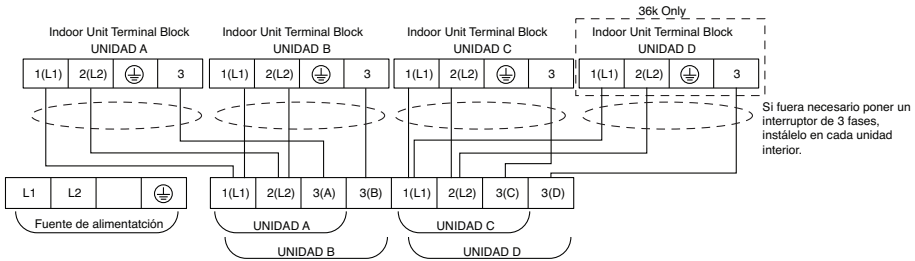 36k Only
Indoor Unit Terminal Block
UNIDAD A
Indoor Unit Terminal Block
UNIDAD B
Indoor Unit Terminal Block
UNIDAD C
Indoor Unit Terminal Block
UNIDAD D
1(L1) 2(L2) 3
1(L1) 2(L2) 3
1(L1) 2(L2) 3
1(L1) 2(L2) 3
Si fuera necesario poner un
interruptor de 3 fases,
instálelo en cada unidad
interior.
L1 L2
1(L1) 2(L2) 3(A) 3(B) 1(L1) 2(L2) 3(C) 3(D)
Fuente de alimentatción
UNIDAD A
UNIDAD C
UNIDAD B
UNIDAD D